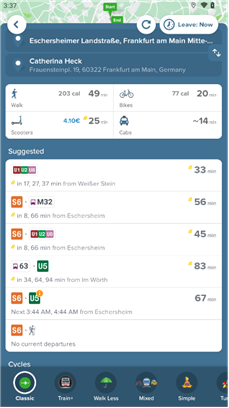 3:37
Start
End
Leave: Now
Eschersheimer Landstraße, Frankfurt am Main Mitte-...
Catherina Heck
Frauensteinpl. 19, 60322 Frankfurt am Main, Germany
Walk 203 cal 49 min
Bikes 77 cal 20 min
Scooters 4.10€ 25 min
Cabs ~14 min
Suggested
U1 U2 U8 33 min
in 17, 27, 37 min from Weißer Stein
S6 M32 56 min
in 8, 66 min from Eschersheim
S6 U1 U2 U8 45 min
in 8, 66 min from Eschersheim
63 U5 83 min
in 34, 64, 94 min from Im Wörth
S6 U5 67 min
Next 3:44 AM, 4:44 AM from Eschersheim
S6
No current departures
Cycles
Classic
Train+
Walk Less
Mixed
Simple